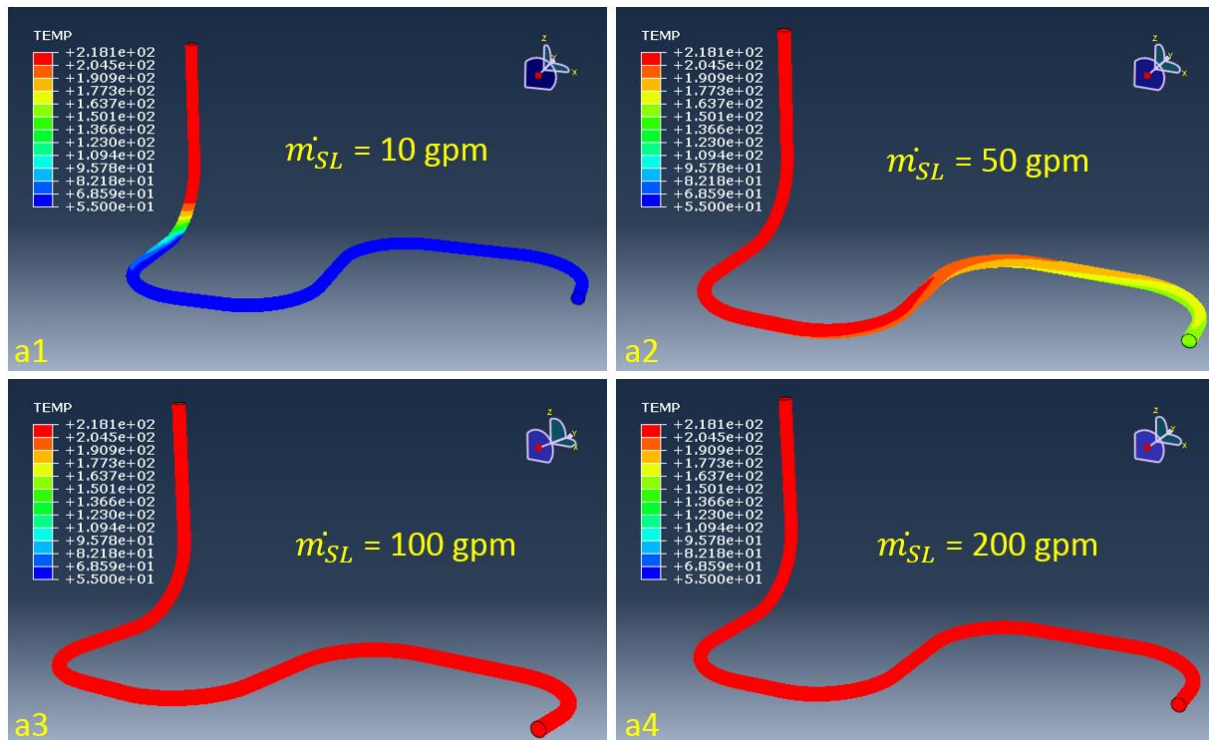 TEMP
+2.181e+02
+2.045e+02
+1.909e+02
+1.773e+02
+1.637e+02
+1.501e+02
+1.366e+02
+1.230e+02
+1.094e+02
+9.578e+01
+8.218e+01
+6.859e+01
+5.500e+01
z
Y
x
ṁ_SL = 10 gpm
a1
TEMP
+2.181e+02
+2.045e+02
+1.909e+02
+1.773e+02
+1.637e+02
+1.501e+02
+1.366e+02
+1.230e+02
+1.094e+02
+9.578e+01
+8.218e+01
+6.859e+01
+5.500e+01
z
Y
x
ṁ_SL = 50 gpm
a2
TEMP
+2.181e+02
+2.045e+02
+1.909e+02
+1.773e+02
+1.637e+02
+1.501e+02
+1.366e+02
+1.230e+02
+1.094e+02
+9.578e+01
+8.218e+01
+6.859e+01
+5.500e+01
z
Y
x
ṁ_SL = 100 gpm
a3
TEMP
+2.181e+02
+2.045e+02
+1.909e+02
+1.773e+02
+1.637e+02
+1.501e+02
+1.366e+02
+1.230e+02
+1.094e+02
+9.578e+01
+8.218e+01
+6.859e+01
+5.500e+01
z
Y
x
ṁ_SL = 200 gpm
a4